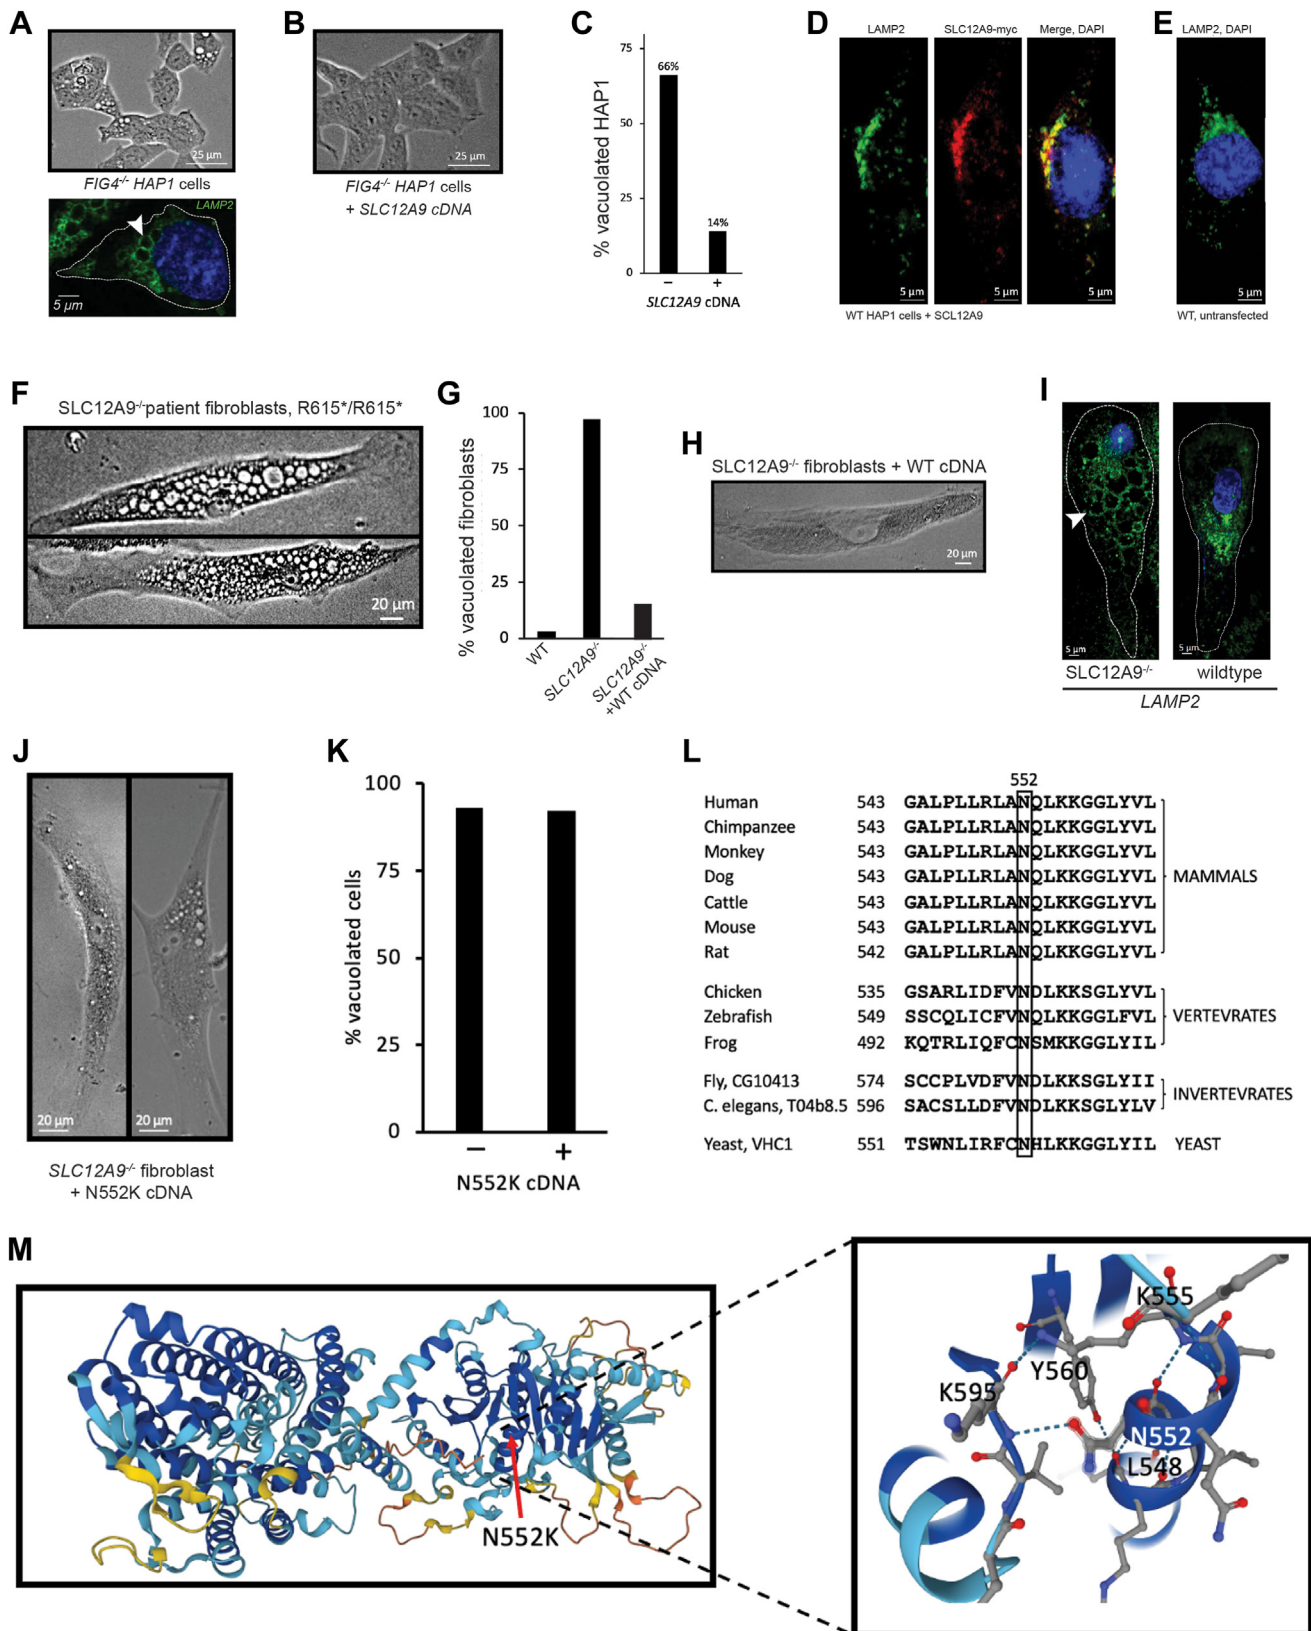 A
25 µm
FIG4-/- HAP1 cells
LAMP2
5 µm
B
25 µm
FIG4-/- HAP1 cells
+ SLC12A9 cDNA
C
% vacuolated HAP1
75
50
25
0
66%
14%
− +
SLC12A9 cDNA
D
LAMP2 SLC12A9-myc Merge, DAPI
5 µm 5 µm 5 µm
WT HAP1 cells + SCL12A9
E
LAMP2, DAPI
5 µm
WT, untransfected
F
SLC12A9-/-patient fibroblasts, R615*/R615*
20 µm
G
% vacuolated fibroblasts
100
75
50
25
0
WT
SLC12A9-/-
SLC12A9-/-
+WT cDNA
H
SLC12A9-/- fibroblasts + WT cDNA
20 µm
I
5 µm 5 µm
SLC12A9-/- wildtype
LAMP2
J
20 µm 20 µm
SLC12A9-/- fibroblast
+ N552K cDNA
K
% vacuolated cells
100
75
50
25
0
− +
N552K cDNA
L
552
Human 543 GALPLLRLANQLKKGGLYVL
Chimpanzee 543 GALPLLRLANQLKKGGLYVL
Monkey 543 GALPLLRLANQLKKGGLYVL
Dog 543 GALPLLRLANQLKKGGLYVL MAMMALS
Cattle 543 GALPLLRLANQLKKGGLYVL
Mouse 543 GALPLLRLANQLKKGGLYVL
Rat 542 GALPLLRLANQLKKGGLYVL
Chicken 535 GSARLIDFVNDLKKSGLYVL
Zebrafish 549 SSCQLICFVNQLKKGGLFVL VERTEVRATES
Frog 492 KQTRLIQFCNSMKKGGLYIL
Fly, CG10413 574 SCCPLVDFVNDLKKSGLYII
INVERTEVRATES
C. elegans, T04b8.5 596 SACSLLDFVNDLKKSGLYLV
Yeast, VHC1 551 TSWNLIRFCNHLKKGGLYIL YEAST
M
N552K
K555
Y560
K595
N552
L548